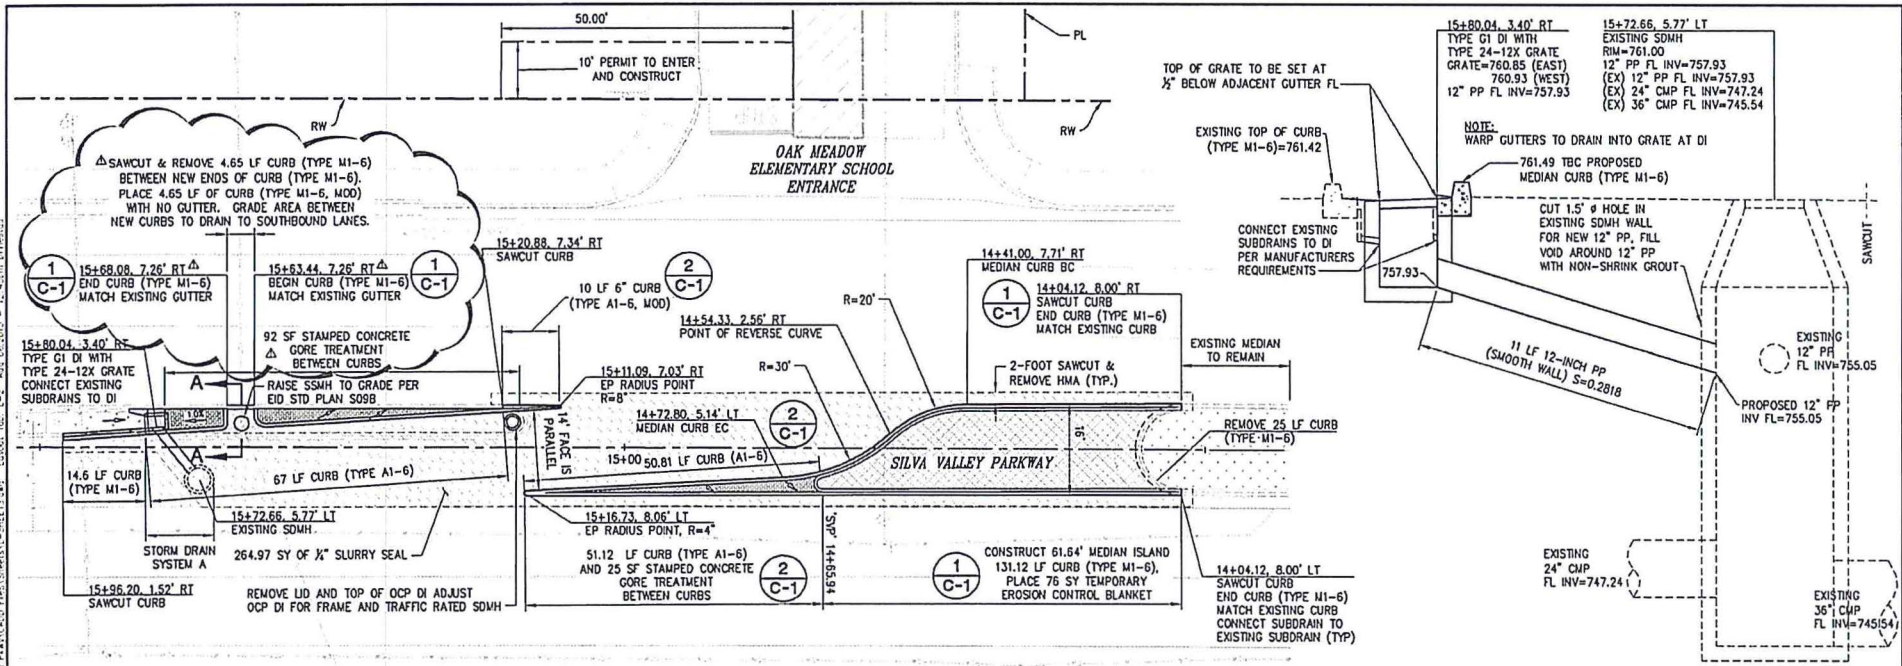 50.00'
10' PERMIT TO ENTER
AND CONSTRUCT
PL
RW
RW
OAK MEADOW
ELEMENTARY SCHOOL
ENTRANCE
SAWCUT & REMOVE 4.65 LF CURB (TYPE M1-6)
BETWEEN NEW ENDS OF CURB (TYPE M1-6).
PLACE 4.65 LF OF CURB (TYPE M1-6, MOD)
WITH NO GUTTER. GRADE AREA BETWEEN
NEW CURBS TO DRAIN TO SOUTHBOUND LANES.
1
C-1
15+68.08, 7.26' RT
END CURB (TYPE M1-6)
MATCH EXISTING GUTTER
15+63.44, 7.26' RT
BEGIN CURB (TYPE M1-6)
MATCH EXISTING GUTTER
1
C-1
15+80.04, 3.40' RT
TYPE G1 DI WITH
TYPE 24-12X GRATE
CONNECT EXISTING
SUBDRAINS TO DI
92 SF STAMPED CONCRETE
GORE TREATMENT
BETWEEN CURBS
A
RAISE SSMH TO GRADE PER
EID STD PLAN S09B
A
15+20.88, 7.34' RT
SAWCUT CURB
10 LF 6" CURB
(TYPE A1-6, MOD)
2
C-1
15+11.09, 7.03' RT
EP RADIUS POINT
R=8"
14+54.33, 2.56' RT
POINT OF REVERSE CURVE
R=20'
R=30'
14+72.80, 5.14' LT
MEDIAN CURB EC
2
C-1
14+41.00, 7.71' RT
MEDIAN CURB BC
1
C-1
14+04.12, 8.00' RT
SAWCUT CURB
END CURB (TYPE M1-6)
MATCH EXISTING CURB
EXISTING MEDIAN
TO REMAIN
2-FOOT SAWCUT &
REMOVE HMA (TYP.)
REMOVE 25 LF CURB
(TYPE M1-6)
16'
14' FACE IS
PARALLEL
15+00
50.81 LF CURB (A1-6)
SILVA VALLEY PARKWAY
14.6 LF CURB
(TYPE M1-6)
67 LF CURB (TYPE A1-6)
15+72.66, 5.77' LT
EXISTING SDMH
STORM DRAIN
SYSTEM A
264.97 SY OF ¼" SLURRY SEAL
15+96.20, 1.52' RT
SAWCUT CURB
REMOVE LID AND TOP OF OCP DI ADJUST
OCP DI FOR FRAME AND TRAFFIC RATED SDMH
15+16.73, 8.06' LT
EP RADIUS POINT, R=4"
51.12 LF CURB (TYPE A1-6)
AND 25 SF STAMPED CONCRETE
GORE TREATMENT
BETWEEN CURBS
2
C-1
"SVP" 14+65.94
1
C-1
CONSTRUCT 61.64' MEDIAN ISLAND
131.12 LF CURB (TYPE M1-6),
PLACE 76 SY TEMPORARY
EROSION CONTROL BLANKET
14+04.12, 8.00' LT
SAWCUT CURB
END CURB (TYPE M1-6)
MATCH EXISTING CURB
CONNECT SUBDRAIN TO
EXISTING SUBDRAIN (TYP)
TOP OF GRATE TO BE SET AT
½" BELOW ADJACENT GUTTER FL
EXISTING TOP OF CURB
(TYPE M1-6)=761.42
15+80.04, 3.40' RT
TYPE G1 DI WITH
TYPE 24-12X GRATE
GRATE=760.85 (EAST)
760.93 (WEST)
12" PP FL INV=757.93
15+72.66, 5.77' LT
EXISTING SDMH
RIM=761.00
12" PP FL INV=757.93
(EX) 12" PP FL INV=757.93
(EX) 24" CMP FL INV=747.24
(EX) 36" CMP FL INV=745.54
NOTE:
WARP GUTTERS TO DRAIN INTO GRATE AT DI
761.49 TBC PROPOSED
MEDIAN CURB (TYPE M1-6)
CONNECT EXISTING
SUBDRAINS TO DI
PER MANUFACTURERS
REQUIREMENTS
757.93
CUT 1.5' ø HOLE IN
EXISTING SDMH WALL
FOR NEW 12" PP, FILL
VOID AROUND 12" PP
WITH NON-SHRINK GROUT
SAWCUT
11 LF 12-INCH PP
(SMOOTH WALL) S=0.2818
EXISTING
12" PP
FL INV=755.05
PROPOSED 12" PP
INV FL=755.05
EXISTING
24" CMP
FL INV=747.24
EXISTING
36" CMP
FL INV=745.54